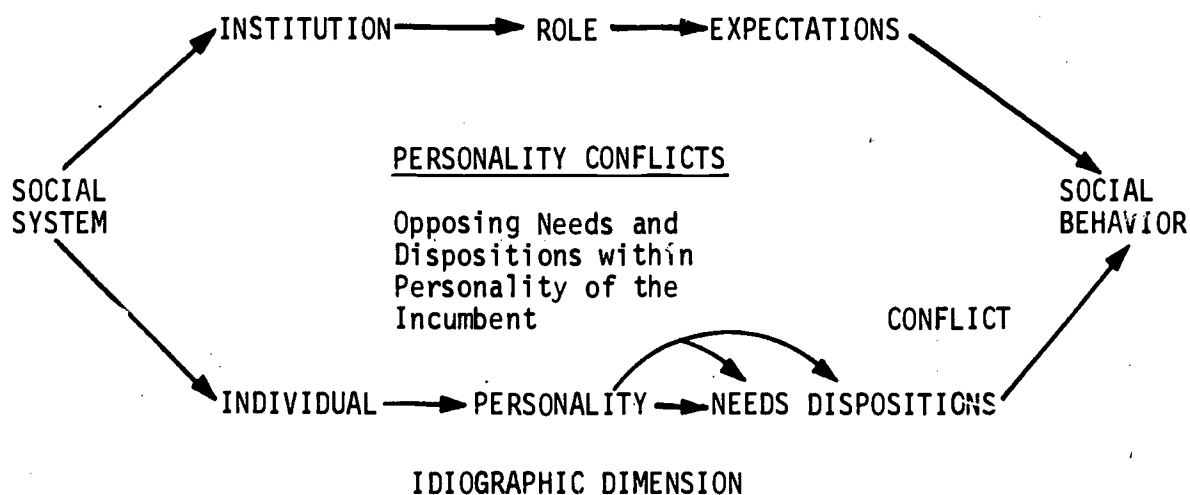 INSTITUTION ROLE EXPECTATIONS
PERSONALITY CONFLICTS
SOCIAL
SYSTEM
Opposing Needs and
Dispositions within
Personality of the
Incumbent
SOCIAL
BEHAVIOR
CONFLICT
INDIVIDUAL PERSONALITY NEEDS DISPOSITIONS
IDIOGRAPHIC DIMENSION